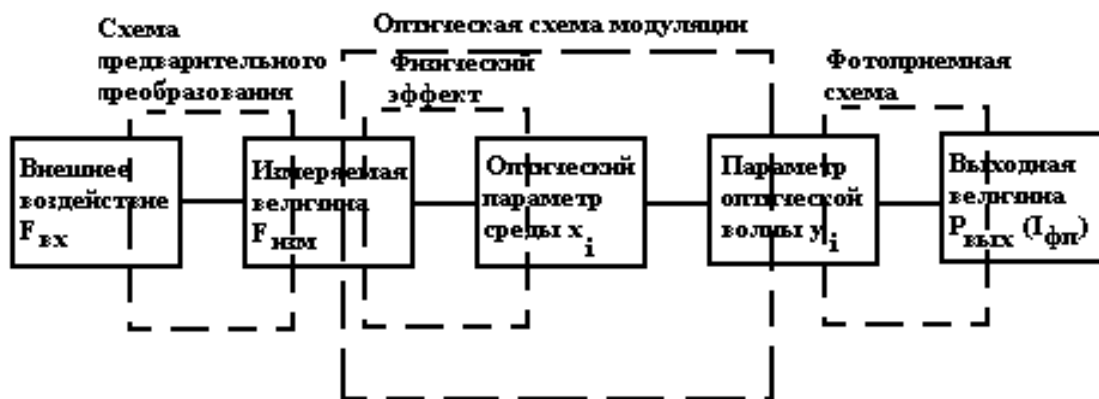 Схема
предварительного
преобразования
Оптическая схема модуляции
Физический
эффект
Фотоприемная
схема
Внешнее
воздействие
F вх
Измеряемая
величина
F изм
Оптический
параметр
среды x i
Параметр
оптической
волны y i
Выходная
величина
P вых (I фп)